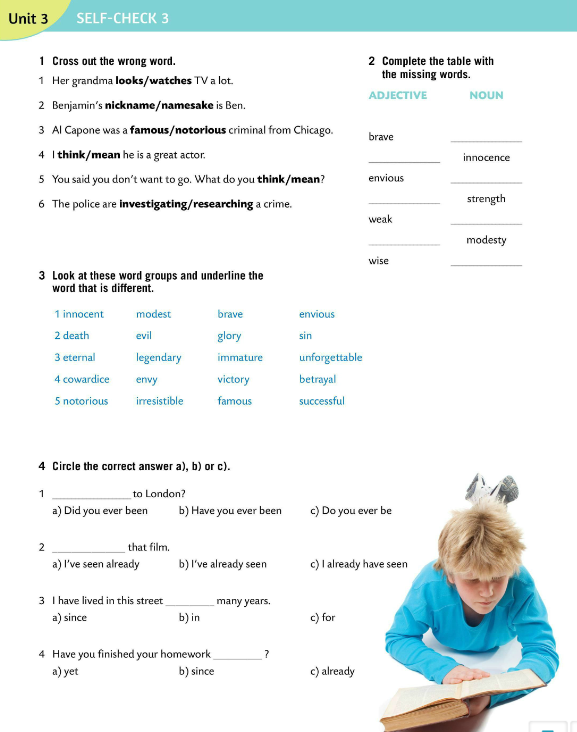 Unit 3 SELF-CHECK 3
1 Cross out the wrong word.
1 Her grandma looks/watches TV a lot.
2 Benjamin's nickname/namesake is Ben.
3 Al Capone was a famous/notorious criminal from Chicago.
4 I think/mean he is a great actor.
5 You said you don't want to go. What do you think/mean?
6 The police are investigating/researching a crime.
2 Complete the table with
the missing words.
ADJECTIVE NOUN
brave ____________
____________ innocence
envious ____________
____________ strength
weak ____________
____________ modesty
wise ____________
3 Look at these word groups and underline the
word that is different.
1 innocent modest brave envious
2 death evil glory sin
3 eternal legendary immature unforgettable
4 cowardice envy victory betrayal
5 notorious irresistible famous successful
4 Circle the correct answer a), b) or c).
1 ______________ to London?
a) Did you ever been b) Have you ever been c) Do you ever be
2 _____________ that film.
a) I've seen already b) I've already seen c) I already have seen
3 I have lived in this street _________ many years.
a) since b) in c) for
4 Have you finished your homework _________ ?
a) yet b) since c) already